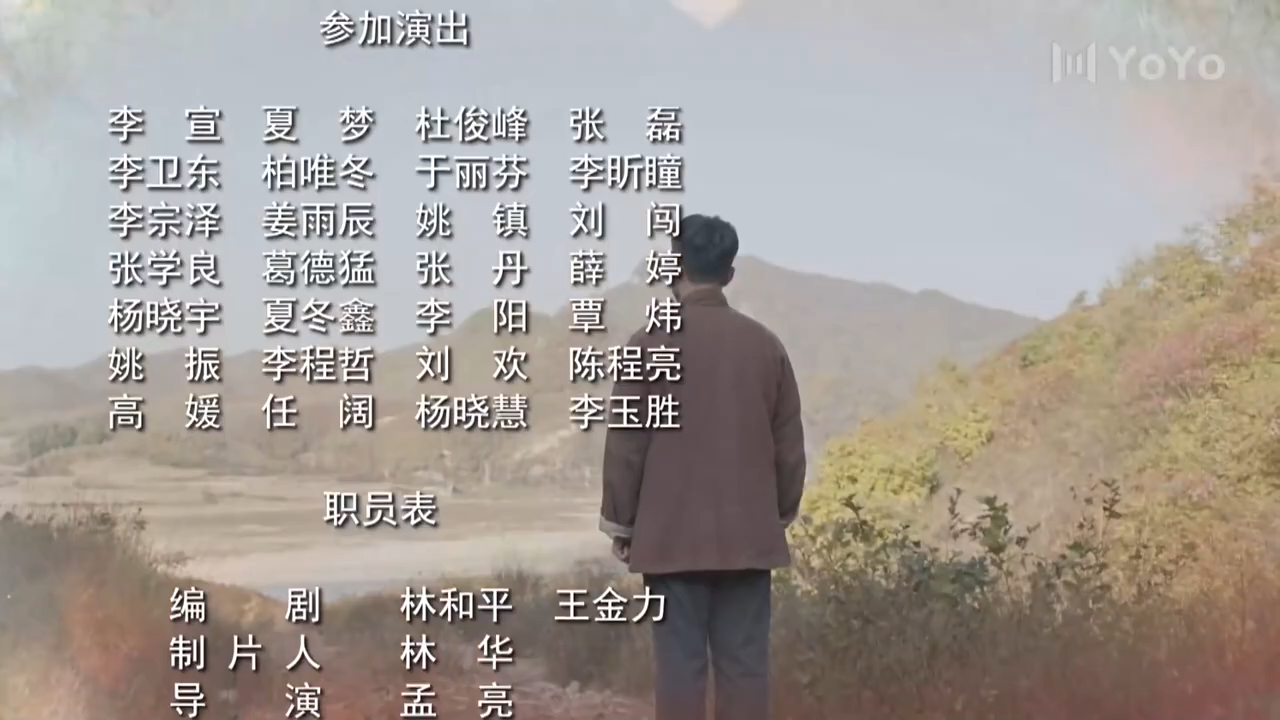 参加演出
YoYo
李 宣 夏 梦 杜俊峰 张 磊
李卫东 柏唯冬 于丽芬 李昕瞳
李宗泽 姜雨辰 姚 镇 刘 闯
张学良 葛德猛 张 丹 薛 婷
杨晓宇 夏冬鑫 李 阳 覃 炜
姚 振 李程哲 刘 欢 陈程亮
高 媛 任 阔 杨晓慧 李玉胜
职员表
编 剧 林和平 王金力
制 片 人 林 华
导 演 孟 亮